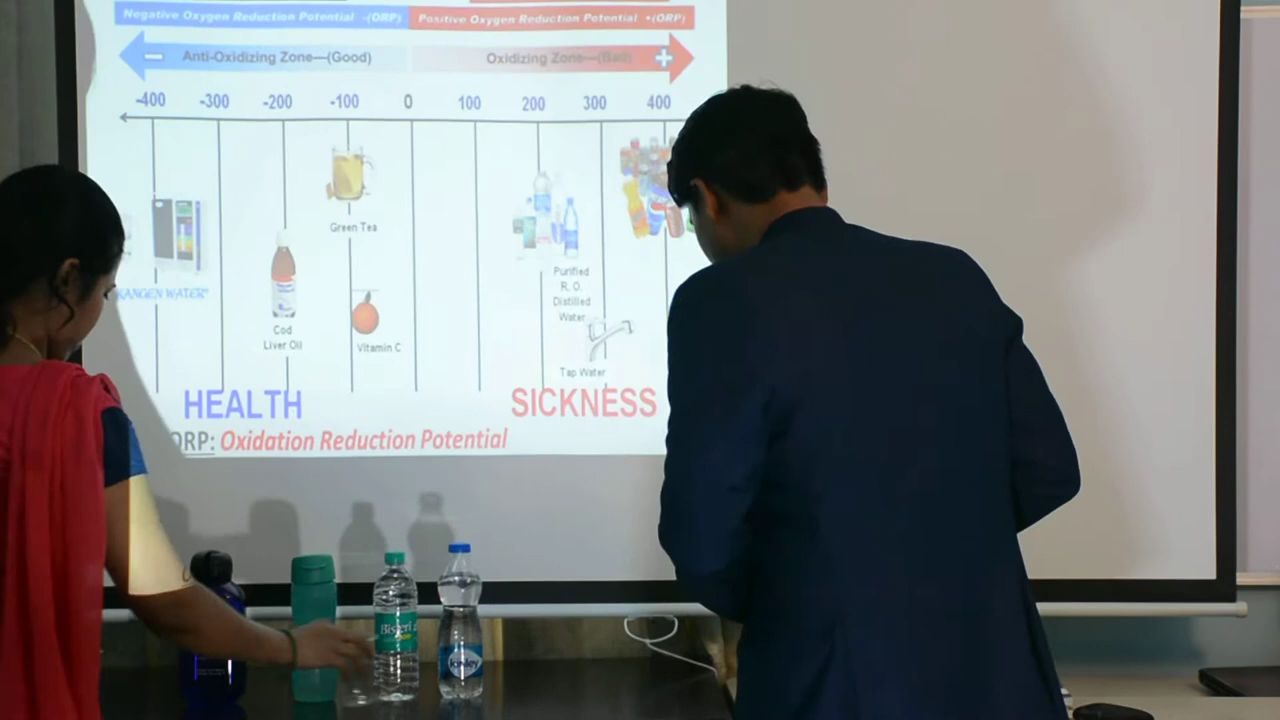 Negative Oxygen Reduction Potential -(ORP)
Positive Oxygen Reduction Potential +(ORP)
Anti-Oxidizing Zone—(Good)
Oxidizing Zone—(Bad)
-400 -300 -200 -100 0 100 200 300 400
Green Tea
KANGEN WATER®
Cod
Liver Oil
Vitamin C
Purified
R. O.
Distilled
Water
Tap Water
HEALTH
SICKNESS
ORP: Oxidation Reduction Potential
Bisleri
Kinley